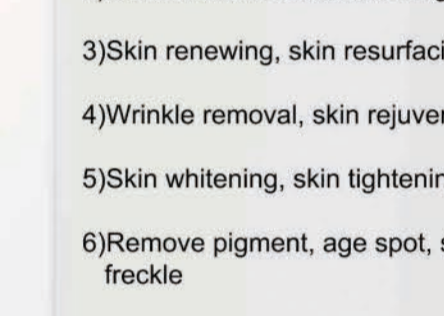 3)Skin renewing, skin resurfaci
4)Wrinkle removal, skin rejuve
5)Skin whitening, skin tightenin
6)Remove pigment, age spot,
freckle